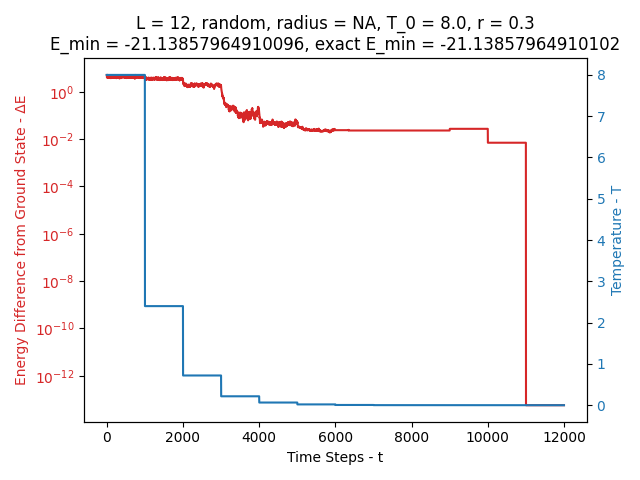 L = 12, random, radius = NA, T_0 = 8.0, r = 0.3
E_min = -21.13857964910096, exact E_min = -21.13857964910102
Energy Difference from Ground State - ΔE
10⁰
10⁻²
10⁻⁴
10⁻⁶
10⁻⁸
10⁻¹⁰
10⁻¹²
8
7
6
5
4
3
2
1
0
Temperature - T
0 2000 4000 6000 8000 10000 12000
Time Steps - t